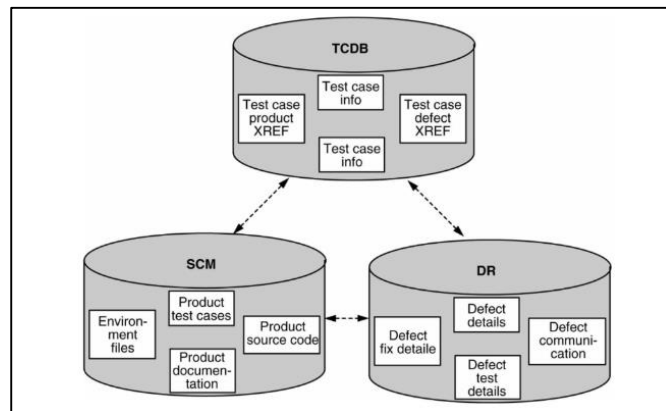 TCDB
Test case
info
Test case
product
XREF
Test case
defect
XREF
Test case
info
SCM
Product
test cases
Environ-
ment
files
Product
source code
Product
documen-
tation
DR
Defect
details
Defect
fix detaile
Defect
communi-
cation
Defect
test
details